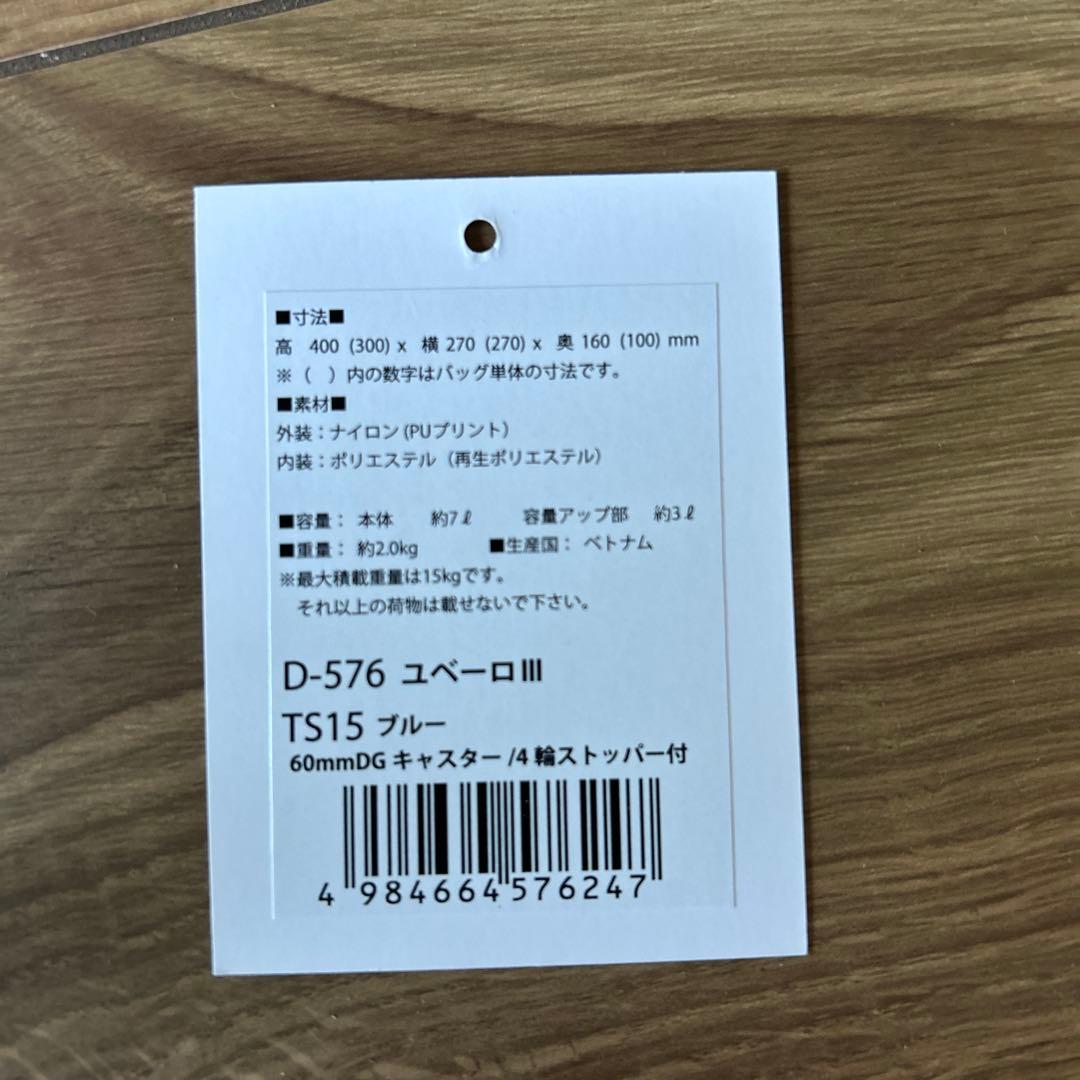 ■寸法■
高 400 (300) x 横 270 (270) x 奥 160 (100) mm
※（ ）内の数字はバッグ単体の寸法です。
■素材■
外装：ナイロン(PUプリント）
内装：ポリエステル（再生ポリエステル）
■容量： 本体 約7ℓ 容量アップ部 約3ℓ
■重量： 約2.0kg ■生産国： ベトナム
※最大積載重量は15kgです。
それ以上の荷物は載せないで下さい。
D-576 ユベーロⅢ
TS15 ブルー
60mmDG キャスター /4 輪ストッパー付
4 984664 576247